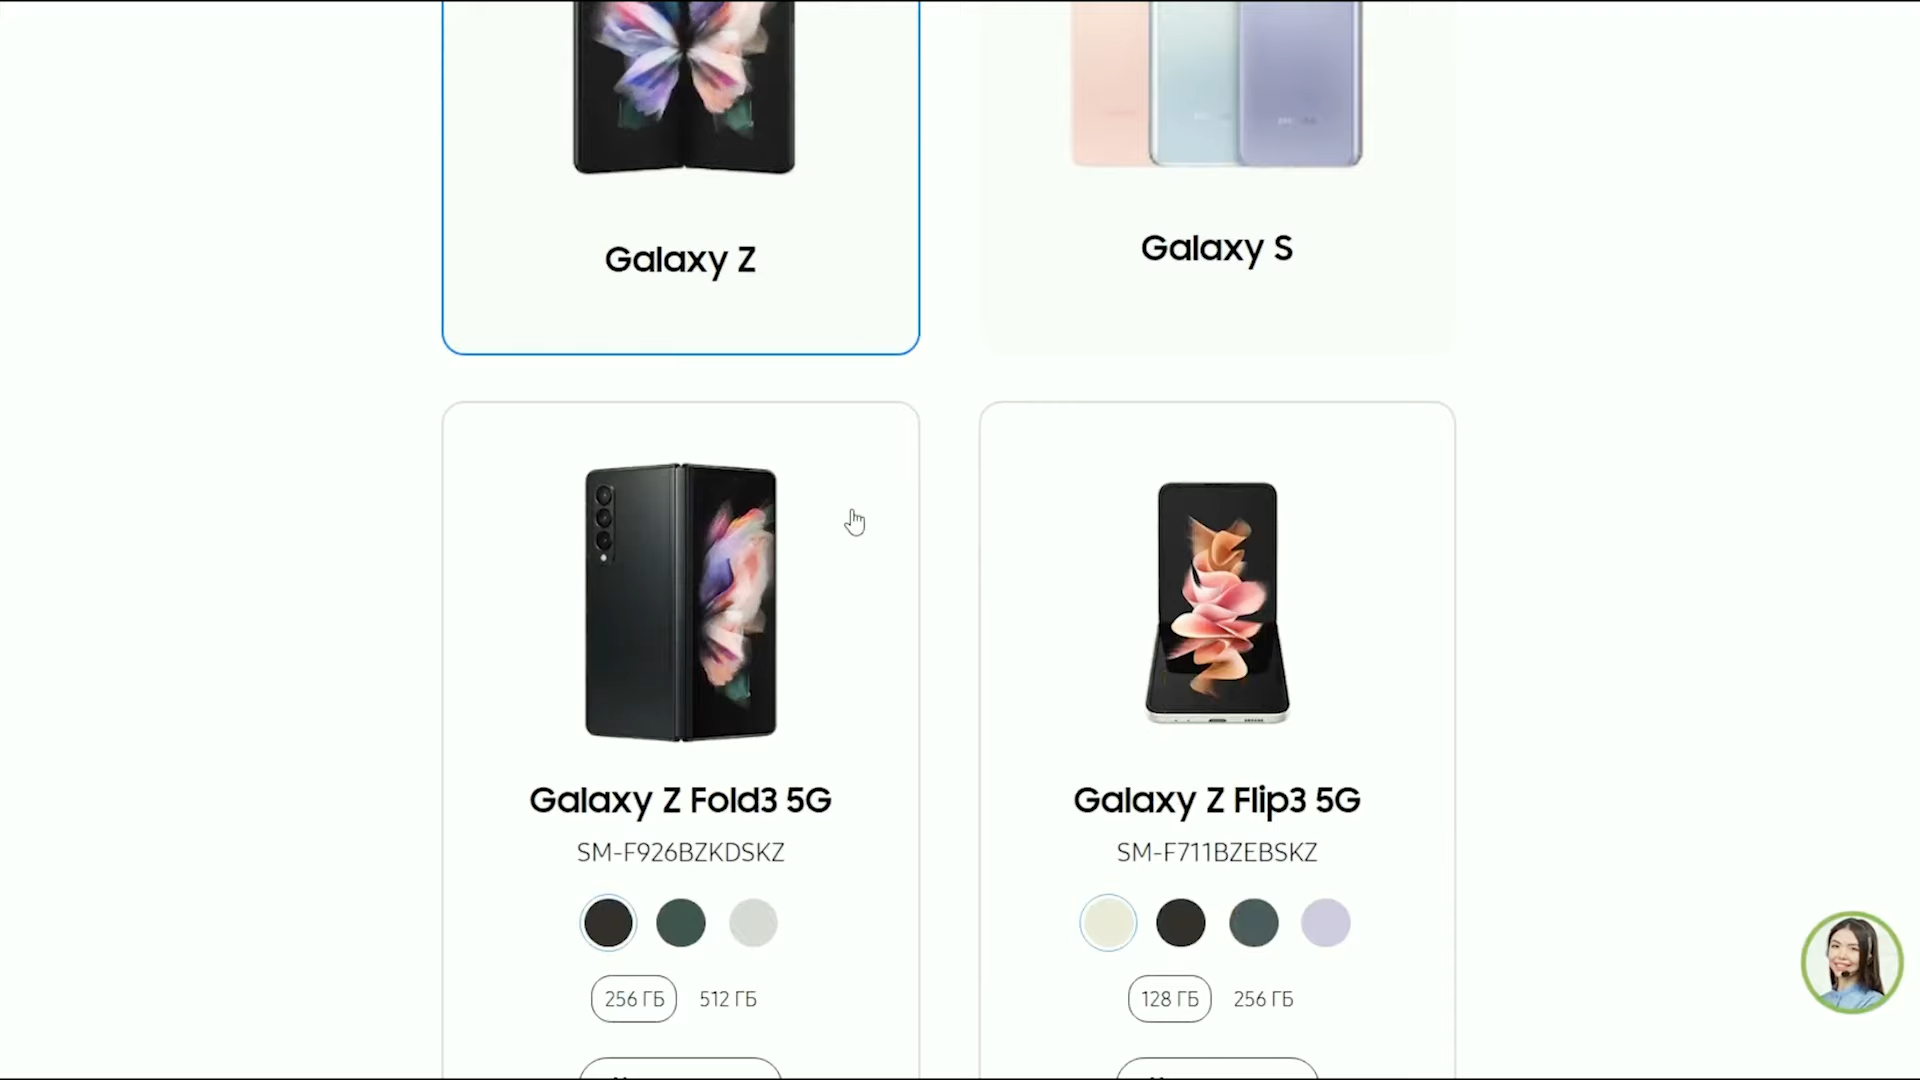 Galaxy Z
Galaxy S
Galaxy Z Fold3 5G
SM-F926BZKDSKZ
256 ГБ 512 ГБ
Galaxy Z Flip3 5G
SM-F711BZEBSKZ
128 ГБ 256 ГБ